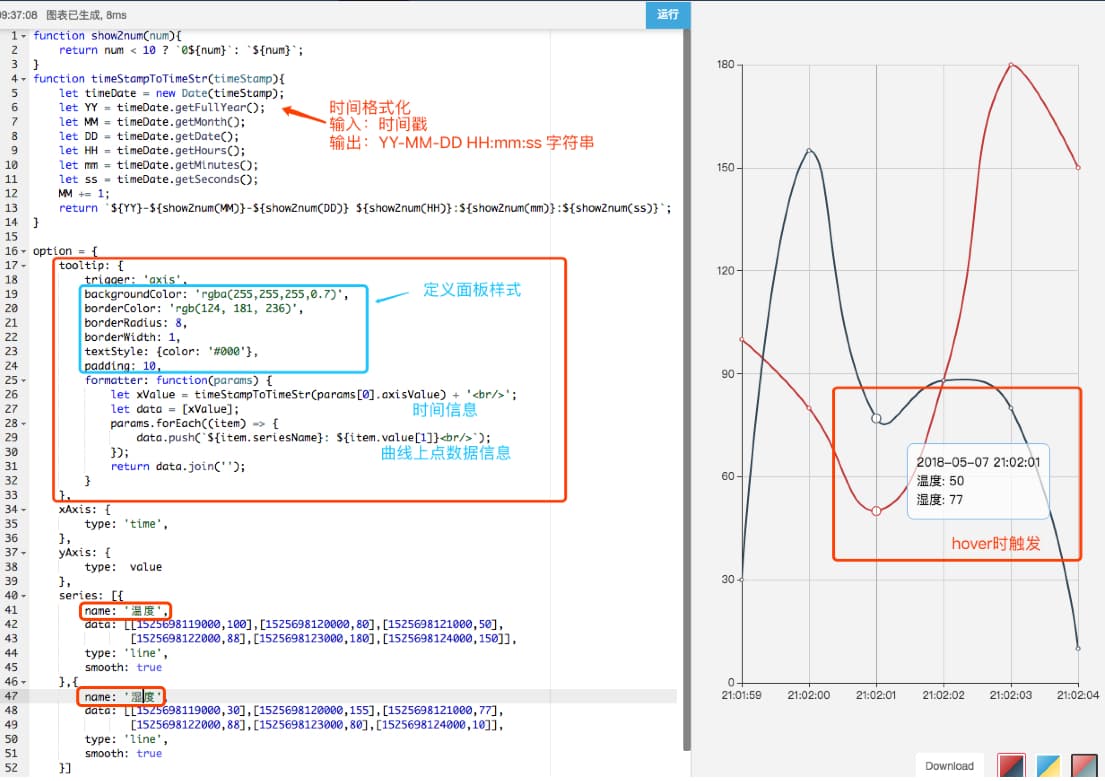 09:37:08 图表已生成, 8ms
运行
1 function show2num(num){
2 return num < 10 ? `0${num}`: `${num}`;
3 }
4 function timeStampToTimeStr(timeStamp){
5 let timeDate = new Date(timeStamp);
6 let YY = timeDate.getFullYear();
7 let MM = timeDate.getMonth();
8 let DD = timeDate.getDate();
9 let HH = timeDate.getHours();
10 let mm = timeDate.getMinutes();
11 let ss = timeDate.getSeconds();
12 MM += 1;
13 return `${YY}-${show2num(MM)}-${show2num(DD)} ${show2num(HH)}:${show2num(mm)}:${show2num(ss)}`;
14 }
15
16 option = {
17 tooltip: {
18 trigger: 'axis',
19 backgroundColor: 'rgba(255,255,255,0.7)',
20 borderColor: 'rgb(124, 181, 236)',
21 borderRadius: 8,
22 borderWidth: 1,
23 textStyle: {color: '#000'},
24 padding: 10,
25 formatter: function(params) {
26 let xValue = timeStampToTimeStr(params[0].axisValue) + '<br/>';
27 let data = [xValue];
28 params.forEach((item) => {
29 data.push(`${item.seriesName}: ${item.value[1]}<br/>`);
30 });
31 return data.join('');
32 }
33 },
34 xAxis: {
35 type: 'time',
36 },
37 yAxis: {
38 type: value
39 },
40 series: [{
41 name: '温度',
42 data: [[1525698119000,100],[1525698120000,80],[1525698121000,50],
43 [1525698122000,88],[1525698123000,180],[1525698124000,150]],
44 type: 'line',
45 smooth: true
46 },{
47 name: '湿度',
48 data: [[1525698119000,30],[1525698120000,155],[1525698121000,77],
49 [1525698122000,88],[1525698123000,80],[1525698124000,10]],
50 type: 'line',
51 smooth: true
52 }]
时间格式化
输入：时间戳
输出：YY-MM-DD HH:mm:ss 字符串
定义面板样式
时间信息
曲线上点数据信息
180
150
120
90
60
30
0
21:01:59 21:02:00 21:02:01 21:02:02 21:02:03 21:02:04
2018-05-07 21:02:01
温度: 50
湿度: 77
hover时触发
Download